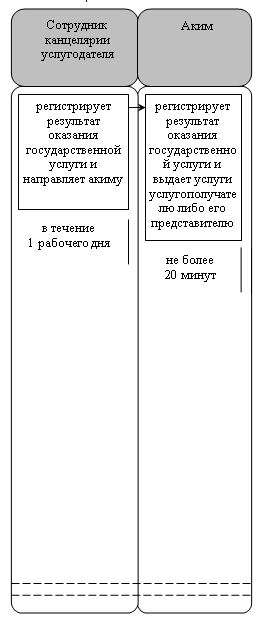 Сотрудник
канцелярии
услугодателя
Аким
регистрирует
результат
оказания
государственной
услуги и
направляет акиму
регистрирует
результат
оказания
государственно
й услуги и
выдает услуги
услугополучате
лю либо его
представителю
в течение
1 рабочего дня
не более
20 минут